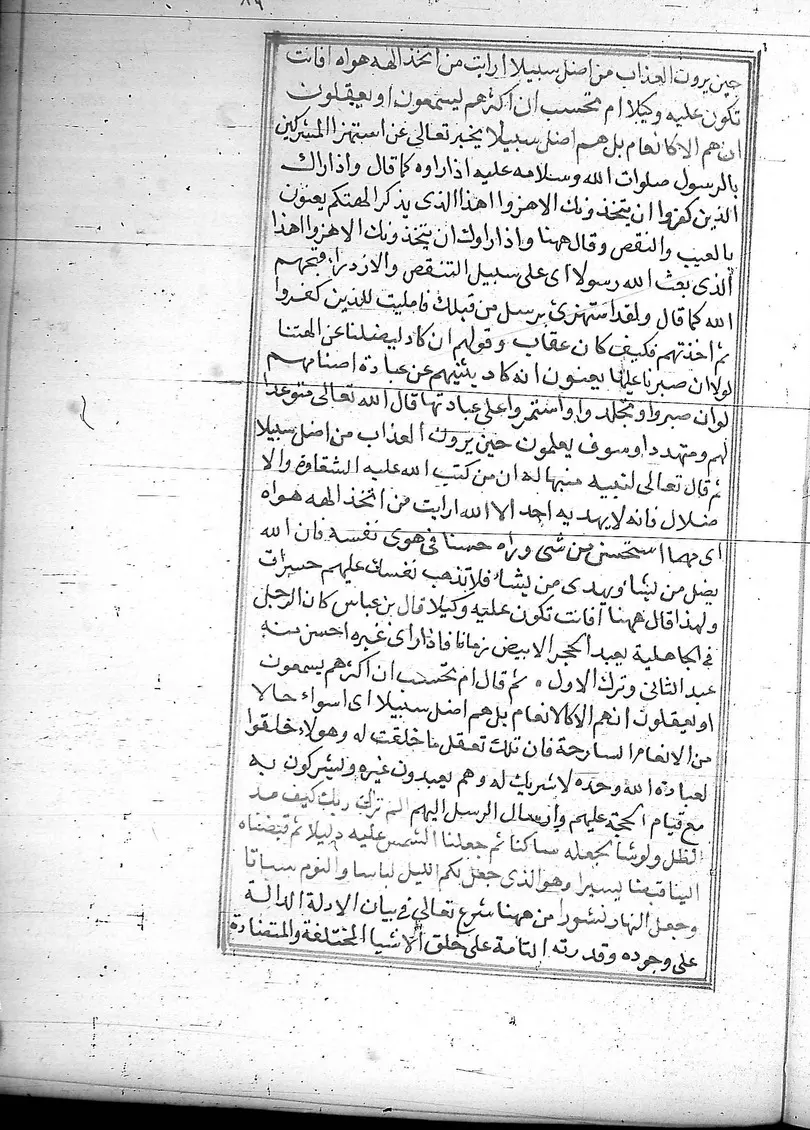 حين يرون العذاب من اضل سبيلا ارايت من اتخذ الهه هواه افانت
تكون عليه وكيلا ام تحسب ان اكثرهم ليسمعون او يعقلون
ان هم الا كالانعام بل هم اضل سبيلا يخبر تعالى عن استهزا المشركين
بالرسول صلوات الله وسلامه عليه اذا راوه كما قال واذا راك
الذين كفروا ان يتخذونك الا هزوا اهذا الذى يذكر الهتكم يعنون
بالعيب والنقص وقال ههنا واذا راوك ان يتخذونك الا هزوا اهذا
الذى بعث الله رسولا اى على سبيل التنقص والازدرا فقبحهم
الله كما قال ولقد استهزئ برسل من قبلك فامليت للذين كفروا
ثم اخذتهم فكيف كان عقاب وقولهم ان كاد ليضلنا عن الهتنا
لولا ان صبرنا عليها يعنون انه كاد يثنيهم عن عبادة اصنامهم
لو ان صبروا وتجلدوا واستمروا على عبادتها قال الله تعالى متوعدا
لهم ومتهددا وسوف يعلمون حين يرون العذاب من اضل سبيلا
ثم قال تعالى لنبيه منبها له ان من كتب الله عليه الشقاوة والا
ضلال فانه لا يهديه احد الا الله ارايت من اتخذ الهه هواه
اى مهما استحسن من شى وراه حسنا فى هوى نفسه فان الله
يضل من يشا ويهدى من يشا فلا تذهب نفسك عليهم حسرات
ولهذا قال ههنا افانت تكون عليه وكيلا قال بن عباس كان الرجل
فى الجاهلية يعبد الحجر الابيض زمانا فاذا راى غيره احسن منه
عبد الثانى وترك الاول ه ثم قال ام تحسب ان اكثرهم يسمعون
او يعقلون ان هم الا كالانعام بل هم اضل سبيلا اى اسواء حالا
من الانعام السارحة فان تلك تعقل ما خلقت له وهولاء خلقوا
لعبادة الله وحده لا شريك له وهم يعبدون غيره ويشركون به
مع قيام الحجة عليهم وارسال الرسل اليهم الم تر الى ربك كيف مد
الظل ولو شا لجعله ساكنا ثم جعلنا الشمس عليه دليلا ثم قبضناه
الينا قبضا يسيرا وهو الذى جعل لكم الليل لباسا والنوم سباتا
وجعل النهار نشورا من ههنا شرع تعالى فى بيان الادلة الدالة
على وجوده وقدرته التامة على خلق الاشيا المختلفة والمتضادة